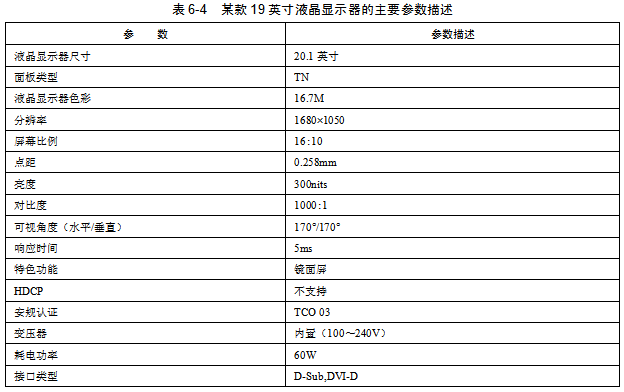 表 6-4 某款 19 英寸液晶显示器的主要参数描述
参 数 参数描述
液晶显示器尺寸 20.1 英寸
面板类型 TN
液晶显示器色彩 16.7M
分辨率 1680×1050
屏幕比例 16:10
点距 0.258mm
亮度 300nits
对比度 1000:1
可视角度（水平/垂直） 170°/170°
响应时间 5ms
特色功能 镜面屏
HDCP 不支持
安规认证 TCO 03
变压器 内置（100～240V）
耗电功率 60W
接口类型 D-Sub,DVI-D